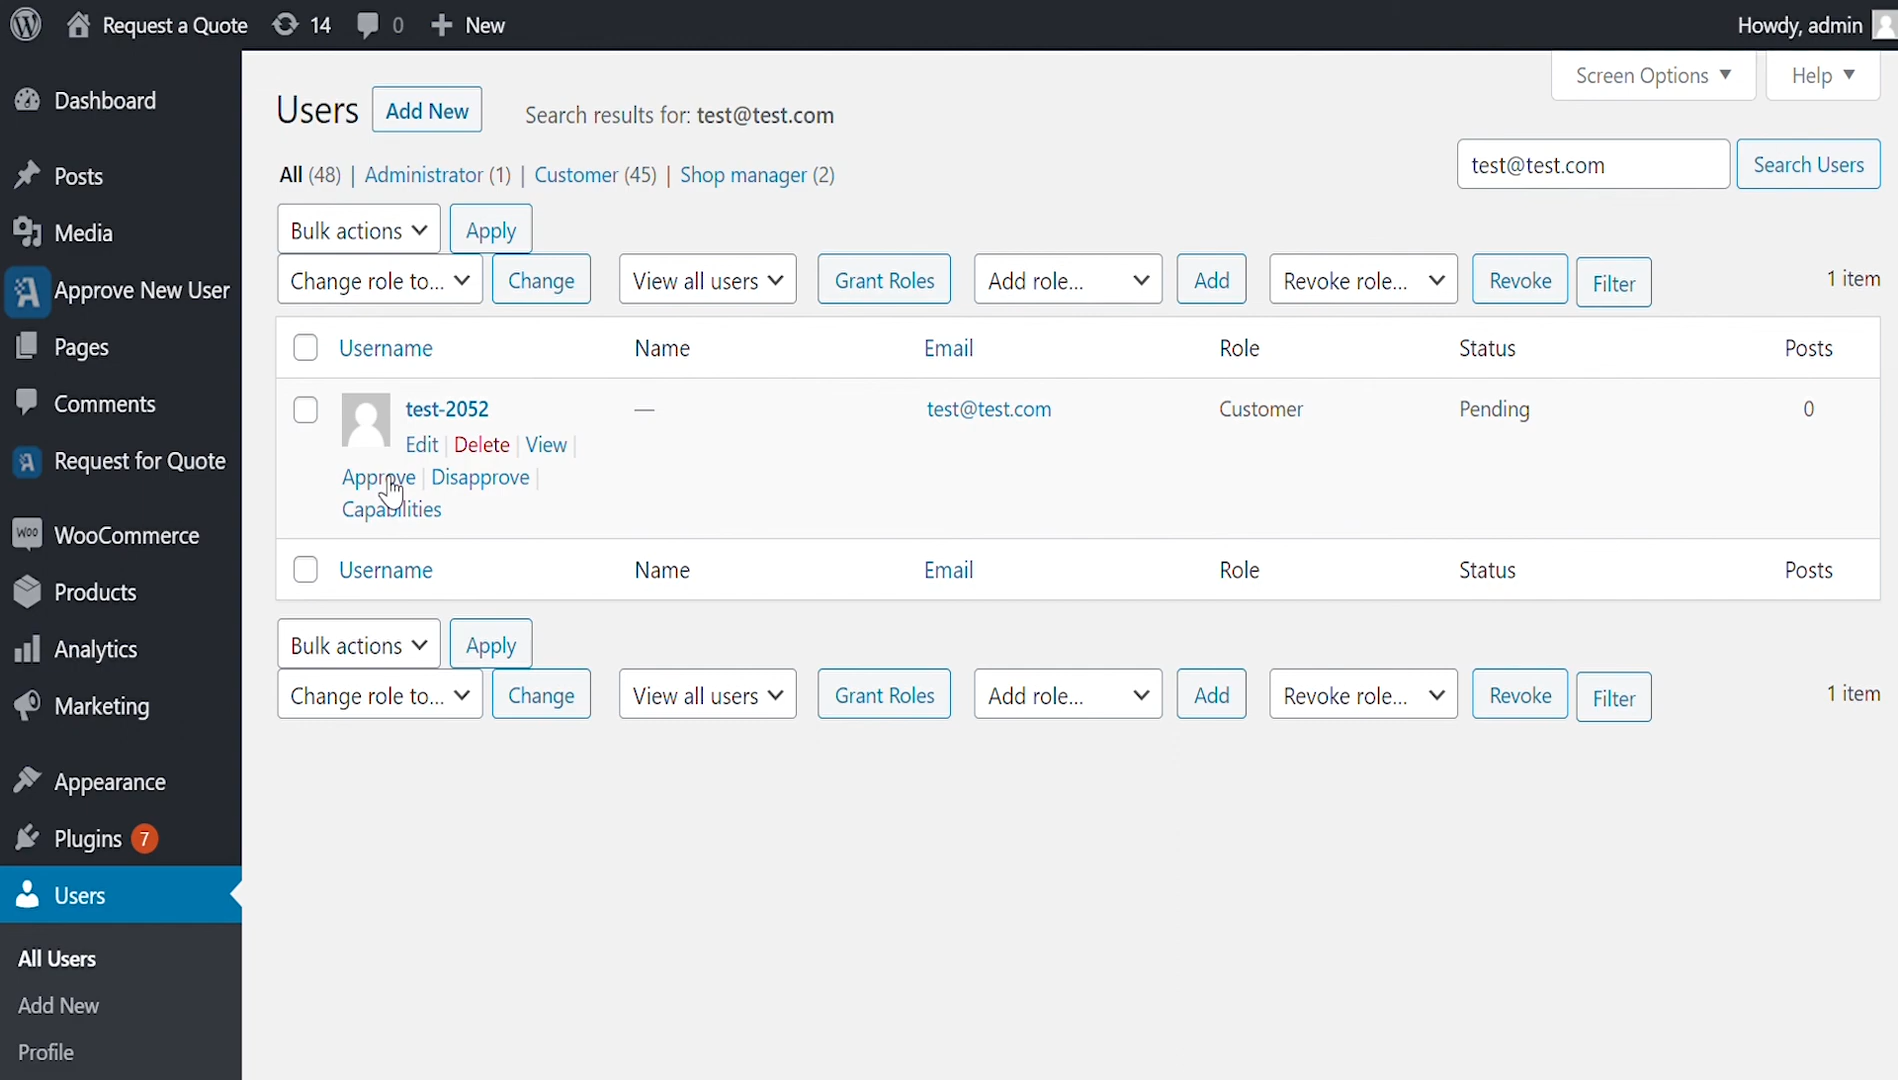 Request a Quote 14 0 New Howdy, admin
Dashboard
Posts
Media
Approve New User
Pages
Comments
Request for Quote
WOO WooCommerce
Products
Analytics
Marketing
Appearance
Plugins 7
Users
All Users
Add New
Profile
Screen Options Help
Users Add New Search results for: test@test.com
All (48) | Administrator (1) | Customer (45) | Shop manager (2)
test@test.com Search Users
Bulk actions Apply
Change role to... Change View all users Grant Roles Add role... Add Revoke role... Revoke Filter 1 item
Username Name Email Role Status Posts
test-2052 — test@test.com Customer Pending 0
Edit | Delete | View |
Approve | Disapprove |
Capabilities
Username Name Email Role Status Posts
Bulk actions Apply
Change role to... Change View all users Grant Roles Add role... Add Revoke role... Revoke Filter 1 item